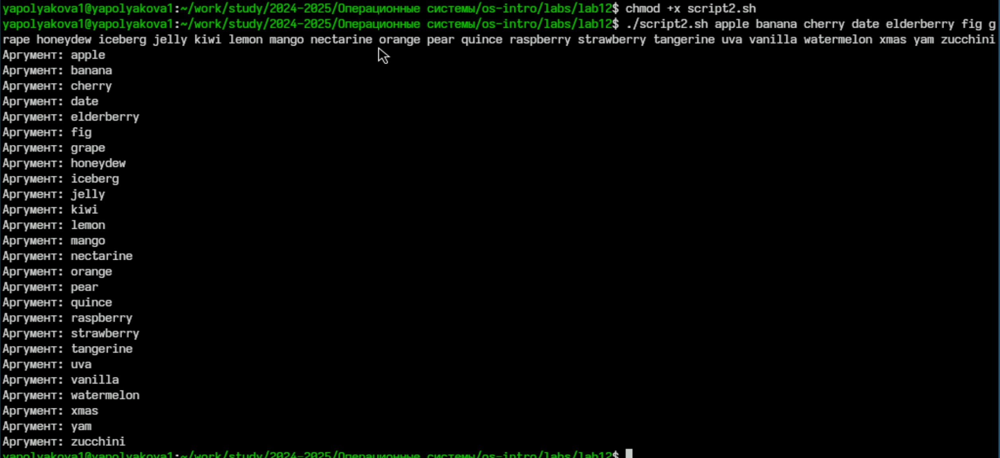 yapolyakova1@yapolyakova1:~/work/study/2024-2025/Операционные системы/os-intro/labs/lab12$ chmod +x script2.sh
yapolyakova1@yapolyakova1:~/work/study/2024-2025/Операционные системы/os-intro/labs/lab12$ ./script2.sh apple banana cherry date elderberry fig g
rape honeydew iceberg jelly kiwi lemon mango nectarine orange pear quince raspberry strawberry tangerine uva vanilla watermelon xmas yam zucchini
Аргумент: apple
Аргумент: banana
Аргумент: cherry
Аргумент: date
Аргумент: elderberry
Аргумент: fig
Аргумент: grape
Аргумент: honeydew
Аргумент: iceberg
Аргумент: jelly
Аргумент: kiwi
Аргумент: lemon
Аргумент: mango
Аргумент: nectarine
Аргумент: orange
Аргумент: pear
Аргумент: quince
Аргумент: raspberry
Аргумент: strawberry
Аргумент: tangerine
Аргумент: uva
Аргумент: vanilla
Аргумент: watermelon
Аргумент: xmas
Аргумент: yam
Аргумент: zucchini
yapolyakova1@yapolyakova1:~/work/study/2024-2025/Операционные системы/os-intro/labs/lab12$